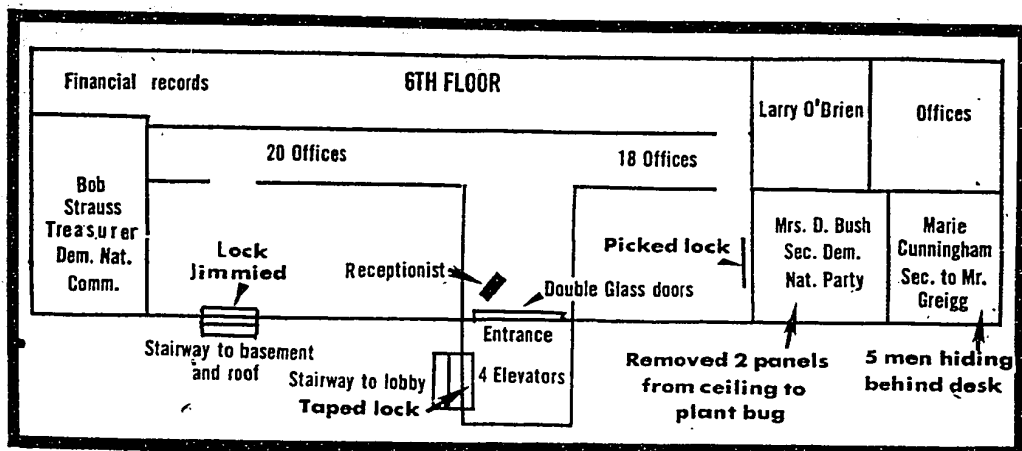 Financial records
6TH FLOOR
Larry O'Brien
Offices
20 Offices
18 Offices
Bob
Strauss
Treasurer
Dem. Nat.
Comm.
Lock
Jimmied
Receptionist
Picked lock
Double Glass doors
Mrs. D. Bush
Sec. Dem.
Nat. Party
Marie
Cunningham
Sec. to Mr.
Greigg
Entrance
Stairway to basement
and roof
Stairway to lobby
Taped lock
4 Elevators
Removed 2 panels
from ceiling to
plant bug
5 men hiding
behind desk